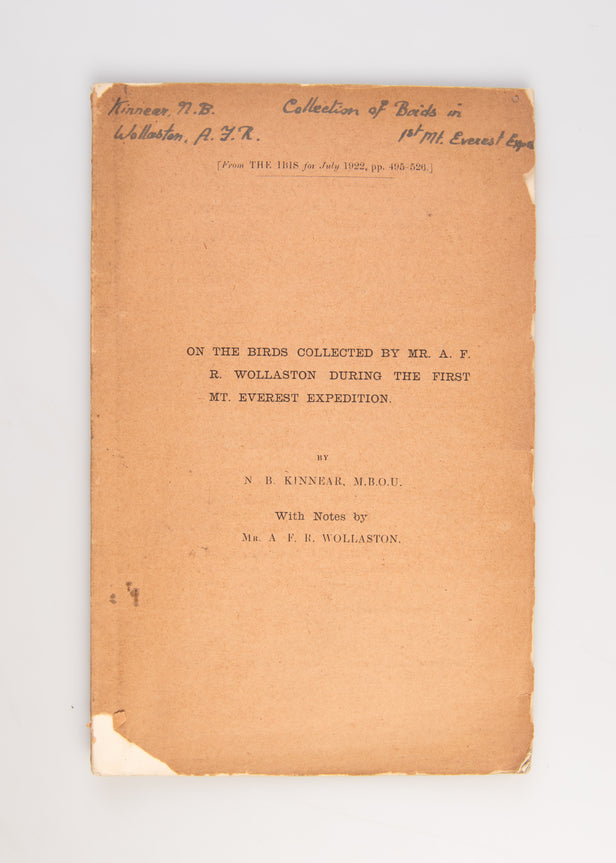 Kinnear, N.B. Collection of Birds in
Wollaston, A.F.R. 1st Mt. Everest Expd
[From THE IBIS for July 1922, pp. 495-526.]
ON THE BIRDS COLLECTED BY MR. A. F.
R. WOLLASTON DURING THE FIRST
MT. EVEREST EXPEDITION.
BY
N B. KINNEAR, M.B.O.U.
With Notes by
MR. A F. R. WOLLASTON.